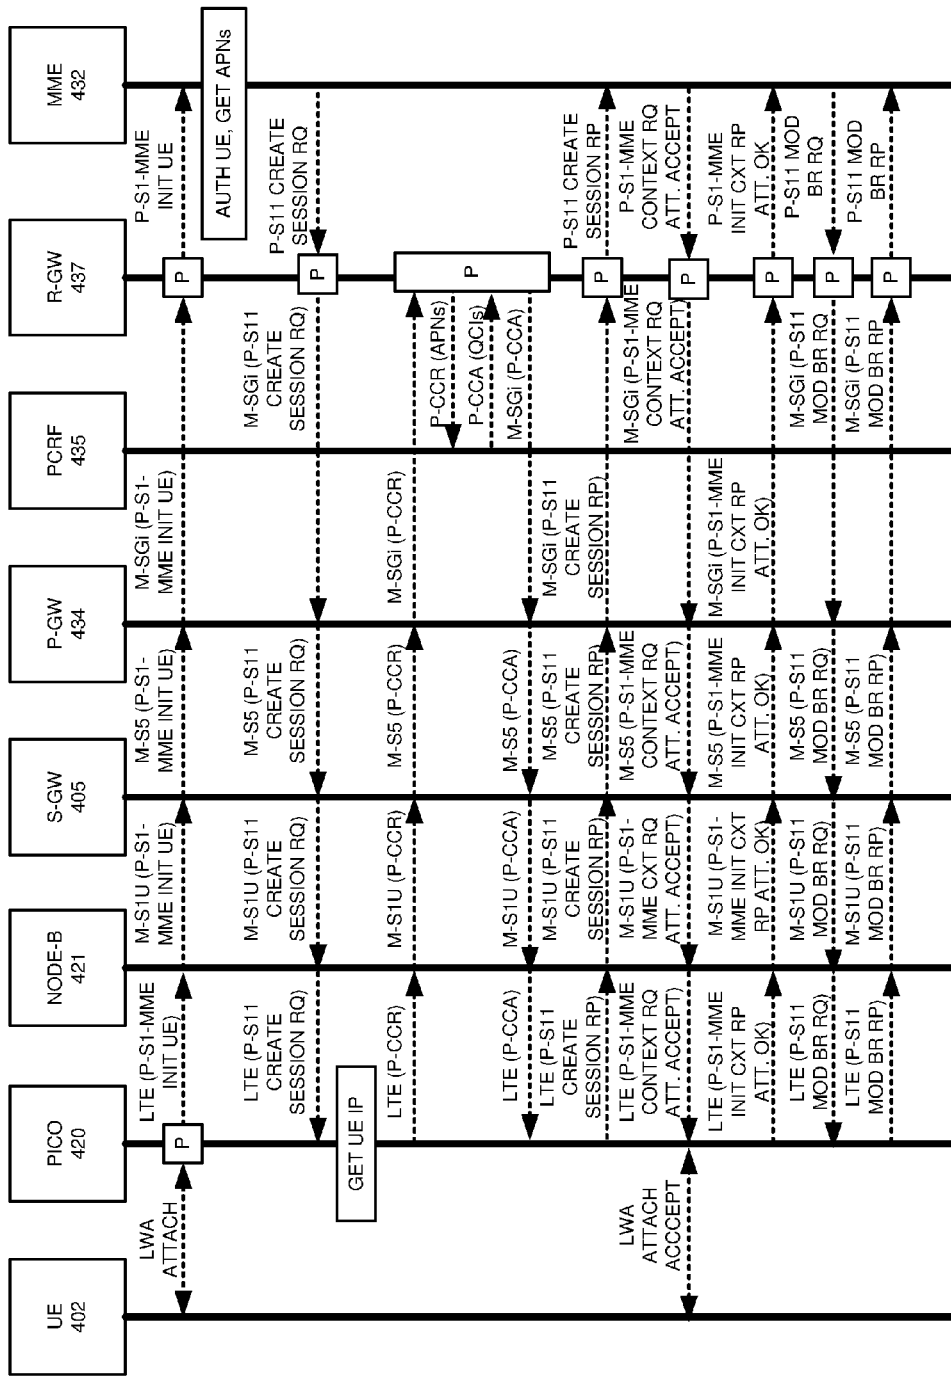 UE
402
PICO
420
NODE-B
421
S-GW
405
P-GW
434
PCRF
435
R-GW
437
MME
432
LWA
ATTACH
P
LTE (P-S1-MME
INIT UE)
M-S1U (P-S1-
MME INIT UE)
M-S5 (P-S1-
MME INIT UE)
M-SGi (P-S1-
MME INIT UE)
P
P-S1-MME
INIT UE
AUTH UE, GET APNs
LTE (P-S11
CREATE
SESSION RQ)
M-S1U (P-S11
CREATE
SESSION RQ)
M-S5 (P-S11
CREATE
SESSION RQ)
M-SGi (P-S11
CREATE
SESSION RQ)
P
P-S11 CREATE
SESSION RQ
GET UE IP
LTE (P-CCR)
M-S1U (P-CCR)
M-S5 (P-CCR)
M-SGi (P-CCR)
P
P-CCR (APNs)
P-CCA (QCIs)
LTE (P-CCA)
M-S1U (P-CCA)
M-S5 (P-CCA)
M-SGi (P-CCA)
LTE (P-S11
CREATE
SESSION RP)
M-S1U (P-S11
CREATE
SESSION RP)
M-S5 (P-S11
CREATE
SESSION RP)
M-SGi (P-S11
CREATE
SESSION RP)
P
P-S11 CREATE
SESSION RP
LWA
ATTACH
ACCCEPT
LTE (P-S1-MME
CONTEXT RQ
ATT. ACCEPT)
M-S1U (P-S1-
MME CXT RQ
ATT. ACCEPT)
M-S5 (P-S1-MME
CONTEXT RQ
ATT. ACCEPT)
M-SGi (P-S1-MME
CONTEXT RQ
ATT. ACCEPT)
P
P-S1-MME
CONTEXT RQ
ATT. ACCEPT
LTE (P-S1-MME
INIT CXT RP
ATT. OK)
M-S1U (P-S1-
MME INIT CXT
RP ATT. OK)
M-S5 (P-S1-MME
INIT CXT RP
ATT. OK)
M-SGi (P-S1-MME
INIT CXT RP
ATT. OK)
P
P-S1-MME
INIT CXT RP
ATT. OK
LTE (P-S11
MOD BR RQ)
M-S1U (P-S11
MOD BR RQ)
M-S5 (P-S11
MOD BR RQ)
M-SGi (P-S11
MOD BR RQ
P
P-S11 MOD
BR RQ
LTE (P-S11
MOD BR RP)
M-S1U (P-S11
MOD BR RP)
M-S5 (P-S11
MOD BR RP)
M-SGi (P-S11
MOD BR RP
P
P-S11 MOD
BR RP